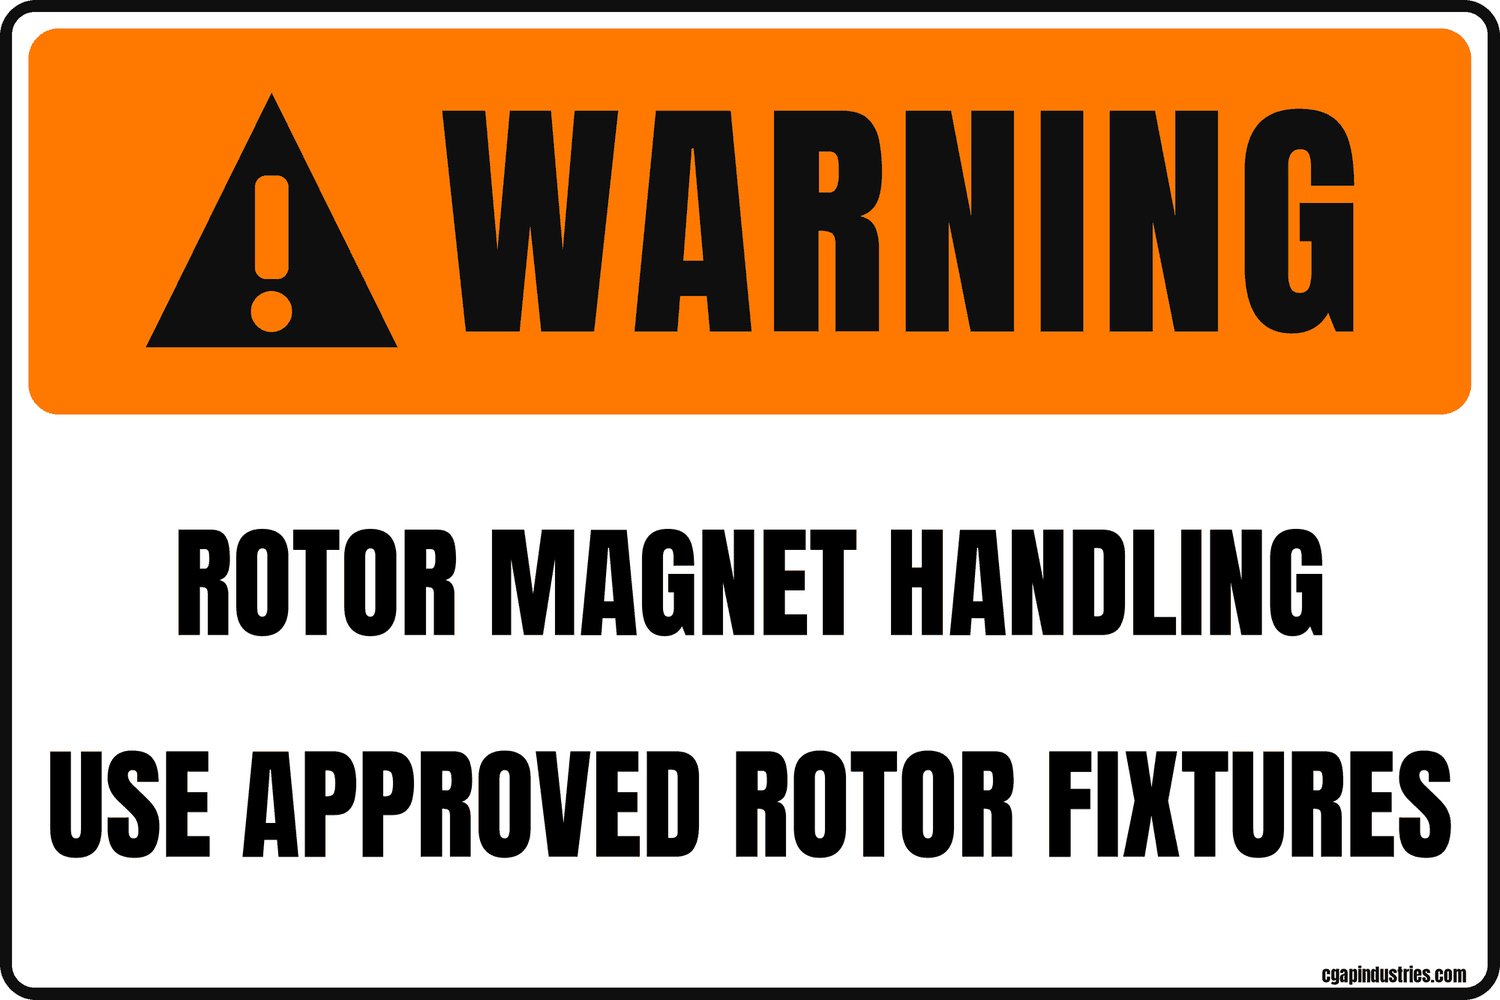 WARNING
ROTOR MAGNET HANDLING
USE APPROVED ROTOR FIXTURES
cgapindustries.com